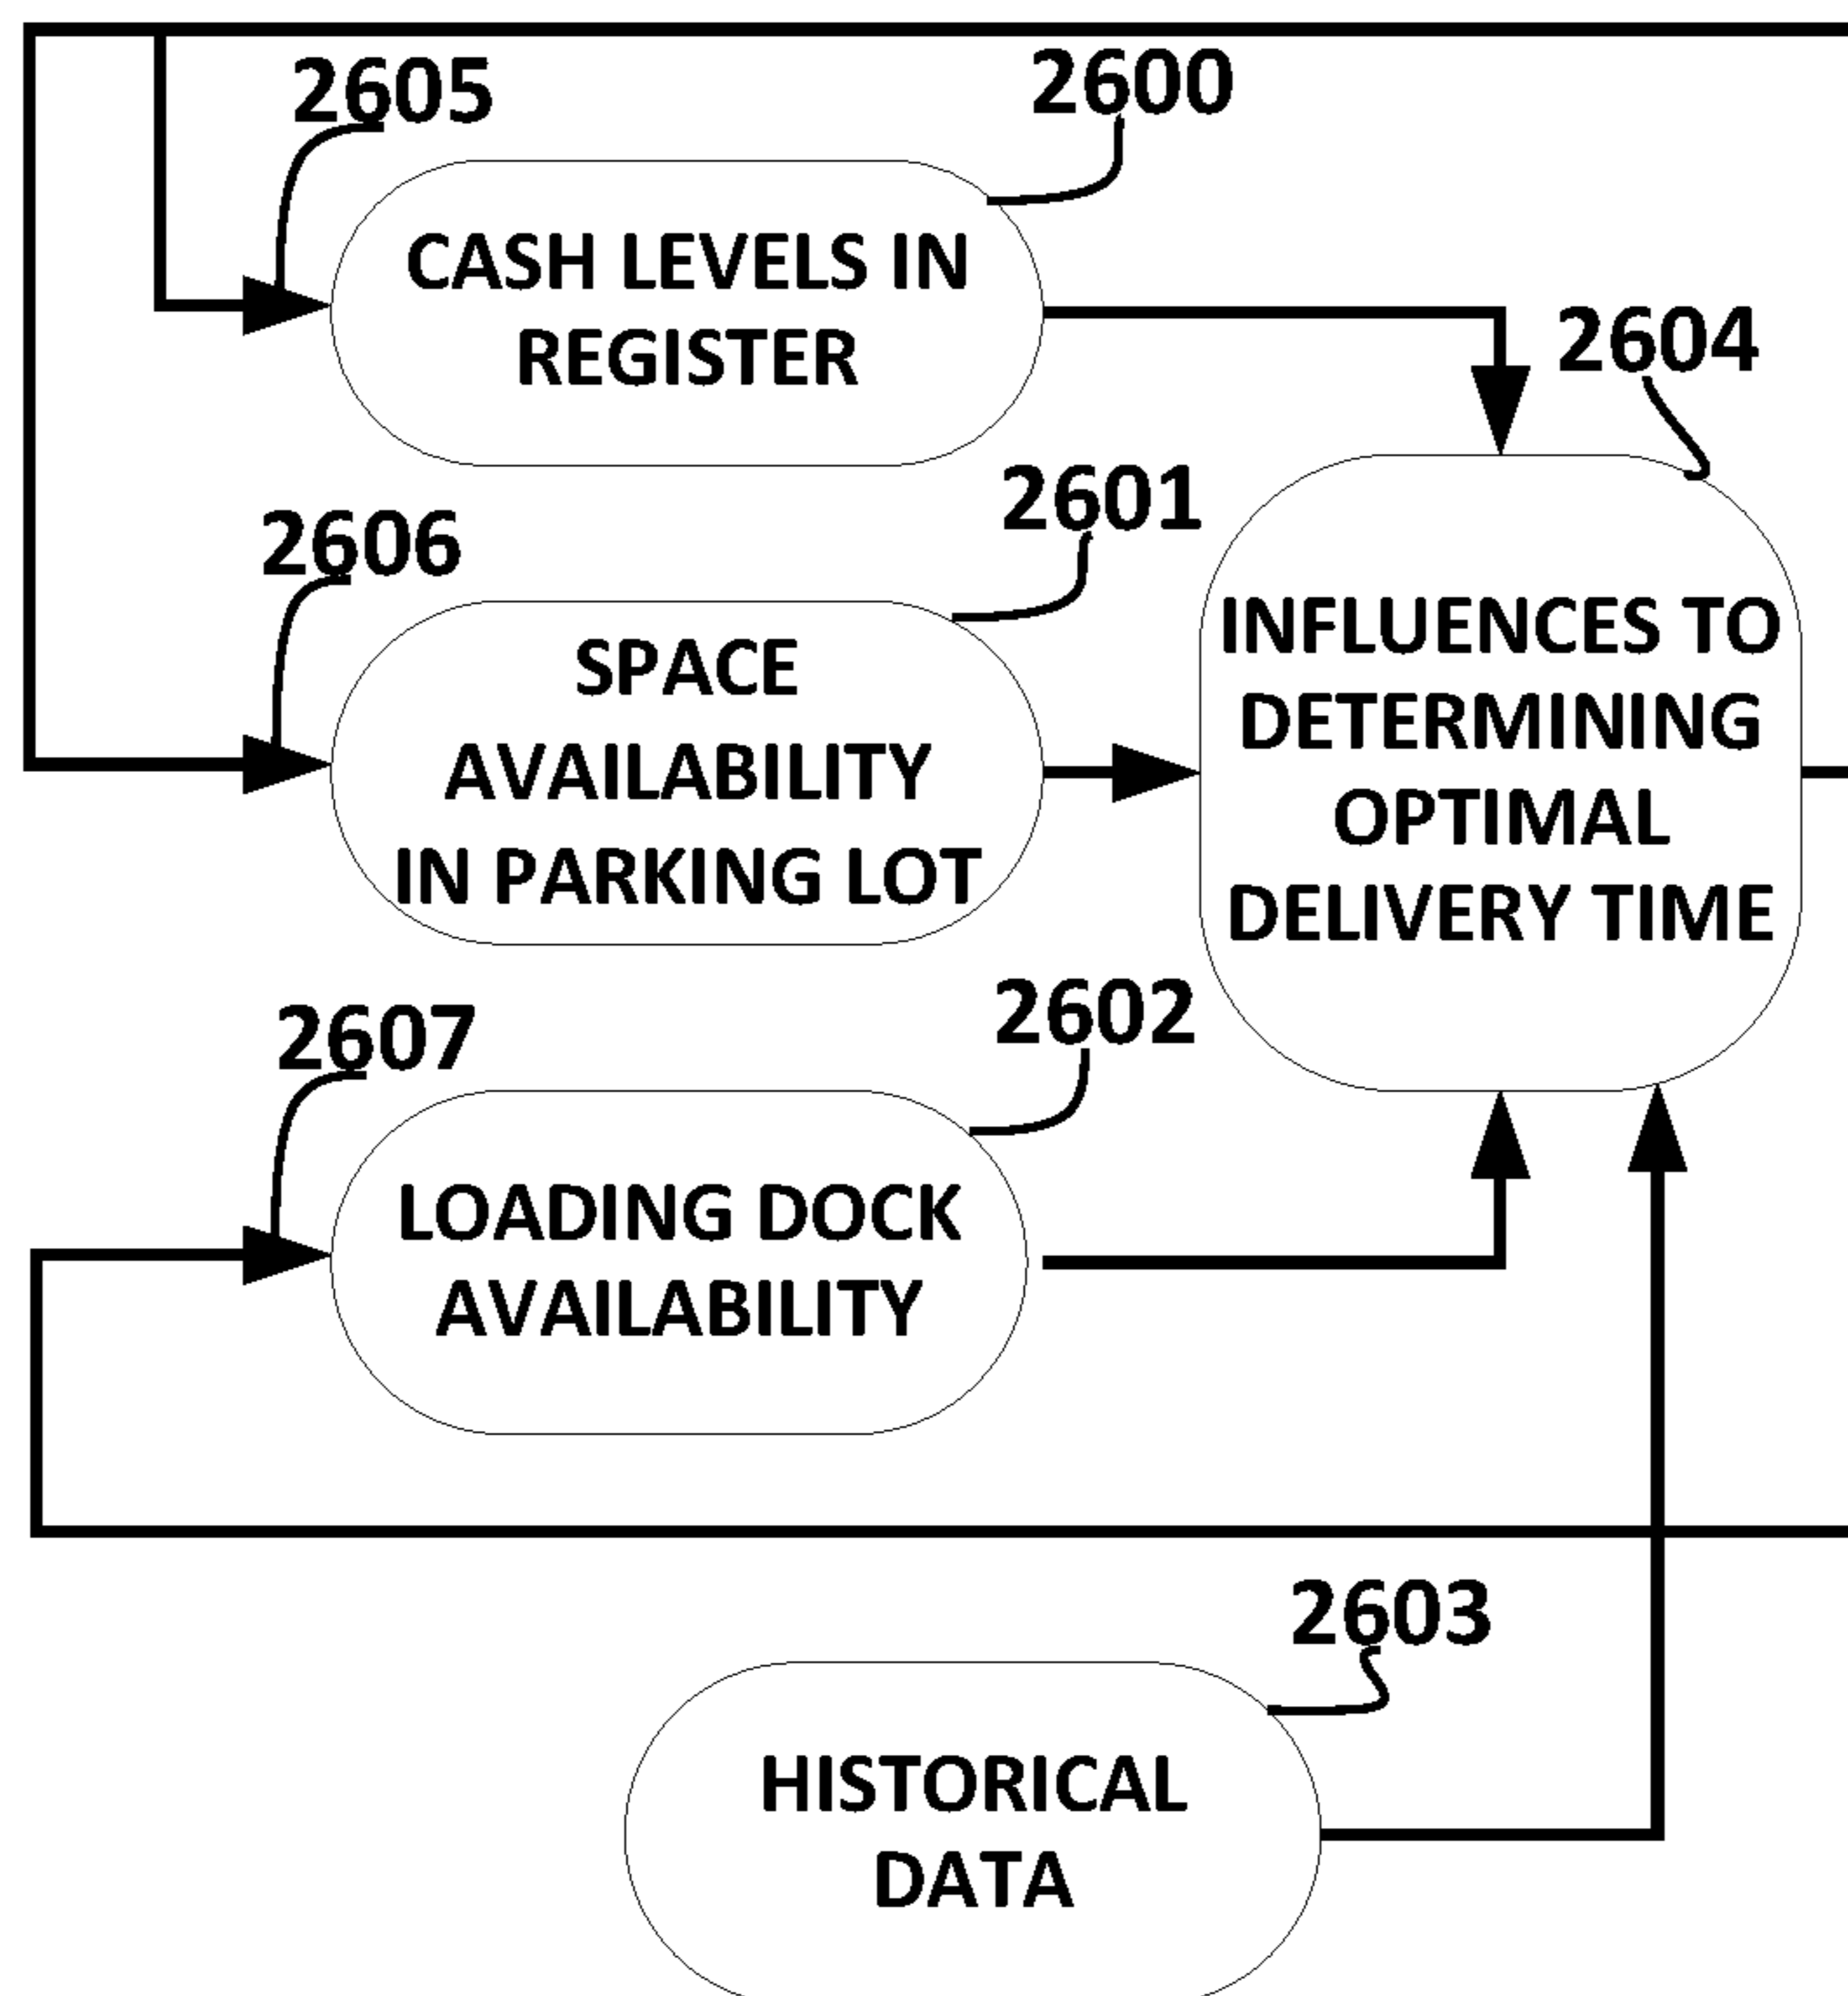 2605
2600
CASH LEVELS IN
REGISTER
2604
2601
2606
SPACE
AVAILABILITY
IN PARKING LOT
INFLUENCES TO
DETERMINING
OPTIMAL
DELIVERY TIME
2602
2607
LOADING DOCK
AVAILABILITY
2603
HISTORICAL
DATA